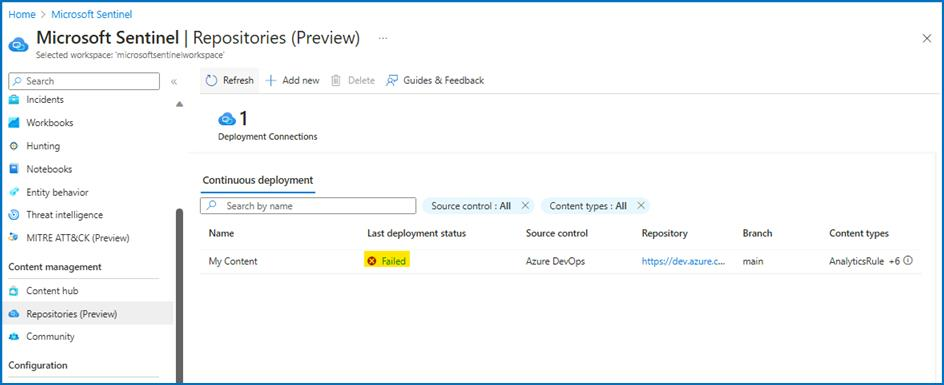 Home > Microsoft Sentinel
Microsoft Sentinel | Repositories (Preview) ...
Selected workspace: 'microsoftsentinelworkspace'
Search
«
Incidents
Workbooks
Hunting
Notebooks
Entity behavior
Threat intelligence
MITRE ATT&CK (Preview)
Content management
Content hub
Repositories (Preview)
Community
Configuration
Refresh Add new Delete Guides & Feedback
1
Deployment Connections
Continuous deployment
Search by name Source control : All Content types : All
Name Last deployment status Source control Repository Branch Content types
My Content Failed Azure DevOps https://dev.azure.c... main AnalyticsRule +6